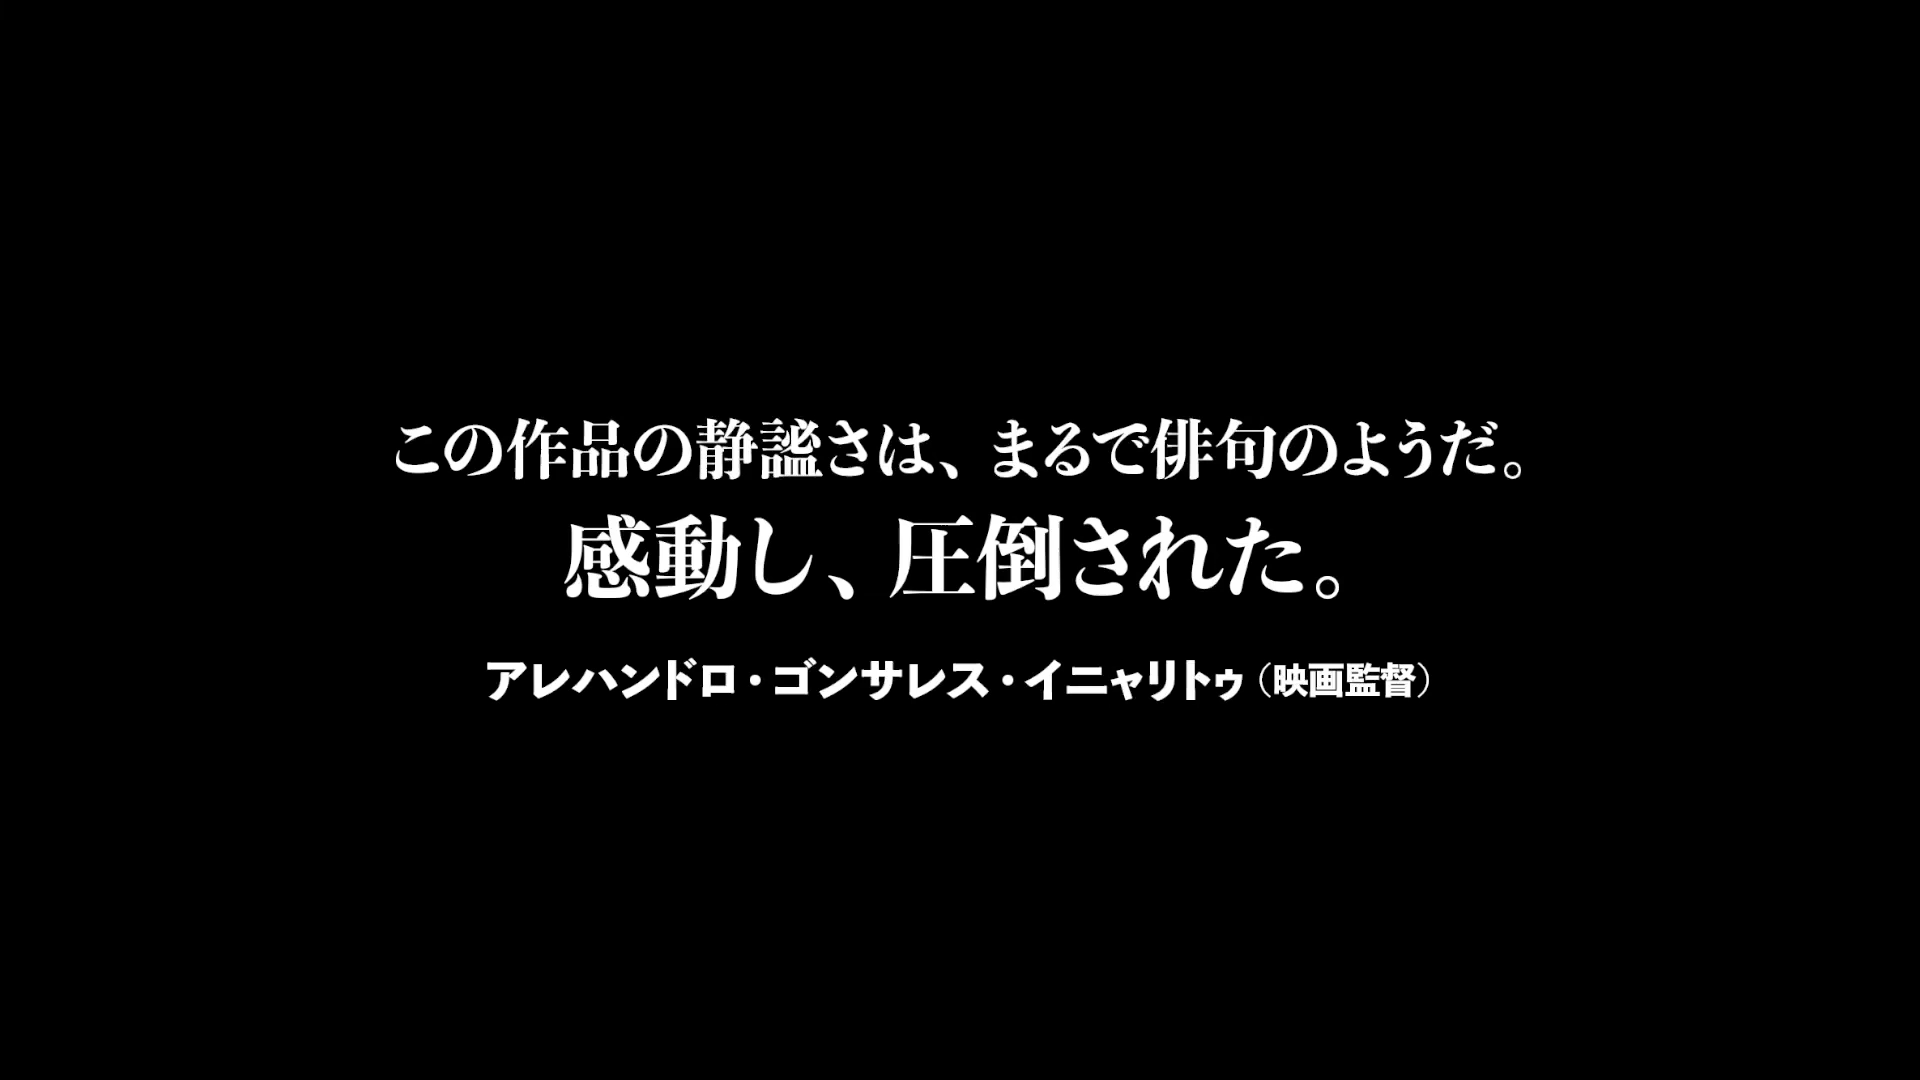 この作品の静謐さは、まるで俳句のようだ。
感動し、圧倒された。
アレハンドロ・ゴンサレス・イニャリトゥ（映画監督）